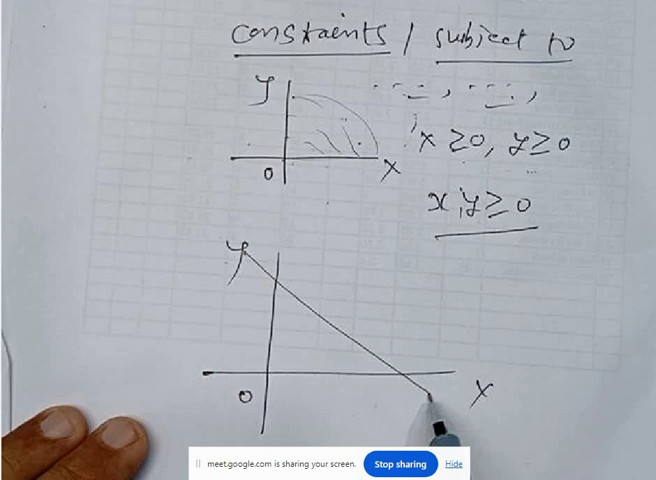 constaints / subject to
y
x ≥ 0, y ≥ 0
0
x
x, y ≥ 0
y
0
x
meet.google.com is sharing your screen. Stop sharing Hide